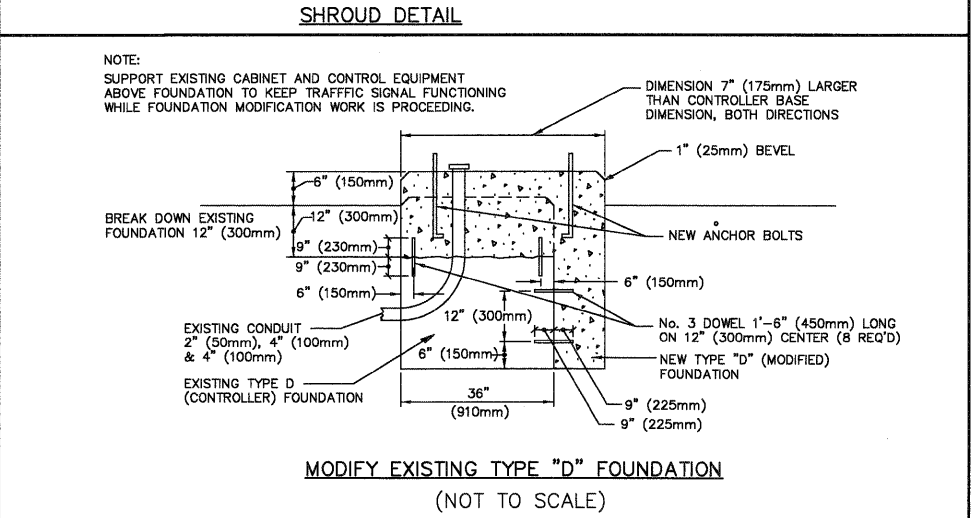 SHROUD DETAIL
NOTE:
SUPPORT EXISTING CABINET AND CONTROL EQUIPMENT
ABOVE FOUNDATION TO KEEP TRAFFFIC SIGNAL FUNCTIONING
WHILE FOUNDATION MODIFICATION WORK IS PROCEEDING.
DIMENSION 7" (175mm) LARGER
THAN CONTROLLER BASE
DIMENSION, BOTH DIRECTIONS
1" (25mm) BEVEL
6" (150mm)
BREAK DOWN EXISTING
FOUNDATION 12" (300mm)
12" (300mm)
NEW ANCHOR BOLTS
9" (230mm)
9" (230mm)
6" (150mm)
6" (150mm)
12" (300mm)
No. 3 DOWEL 1'-6" (450mm) LONG
ON 12" (300mm) CENTER (8 REQ'D)
EXISTING CONDUIT
2" (50mm), 4" (100mm)
& 4" (100mm)
6" (150mm)
NEW TYPE "D" (MODIFIED)
FOUNDATION
EXISTING TYPE D
(CONTROLLER) FOUNDATION
36"
(910mm)
9" (225mm)
9" (225mm)
MODIFY EXISTING TYPE "D" FOUNDATION
(NOT TO SCALE)